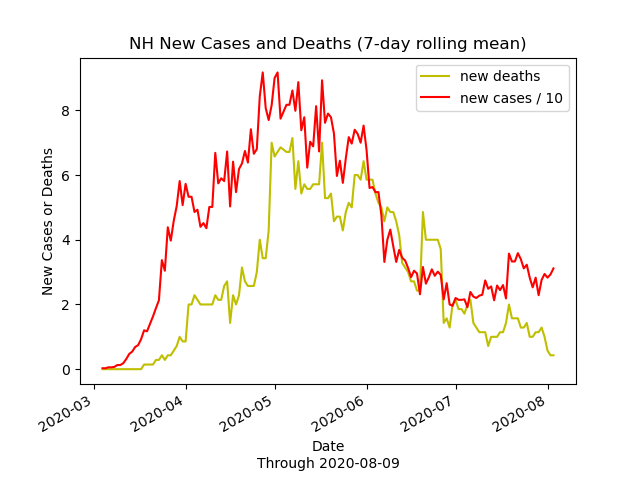 NH New Cases and Deaths (7-day rolling mean)
new deaths
new cases / 10
New Cases or Deaths
8
6
4
2
0
2020-03
2020-04
2020-05
2020-06
2020-07
2020-08
Date
Through 2020-08-09